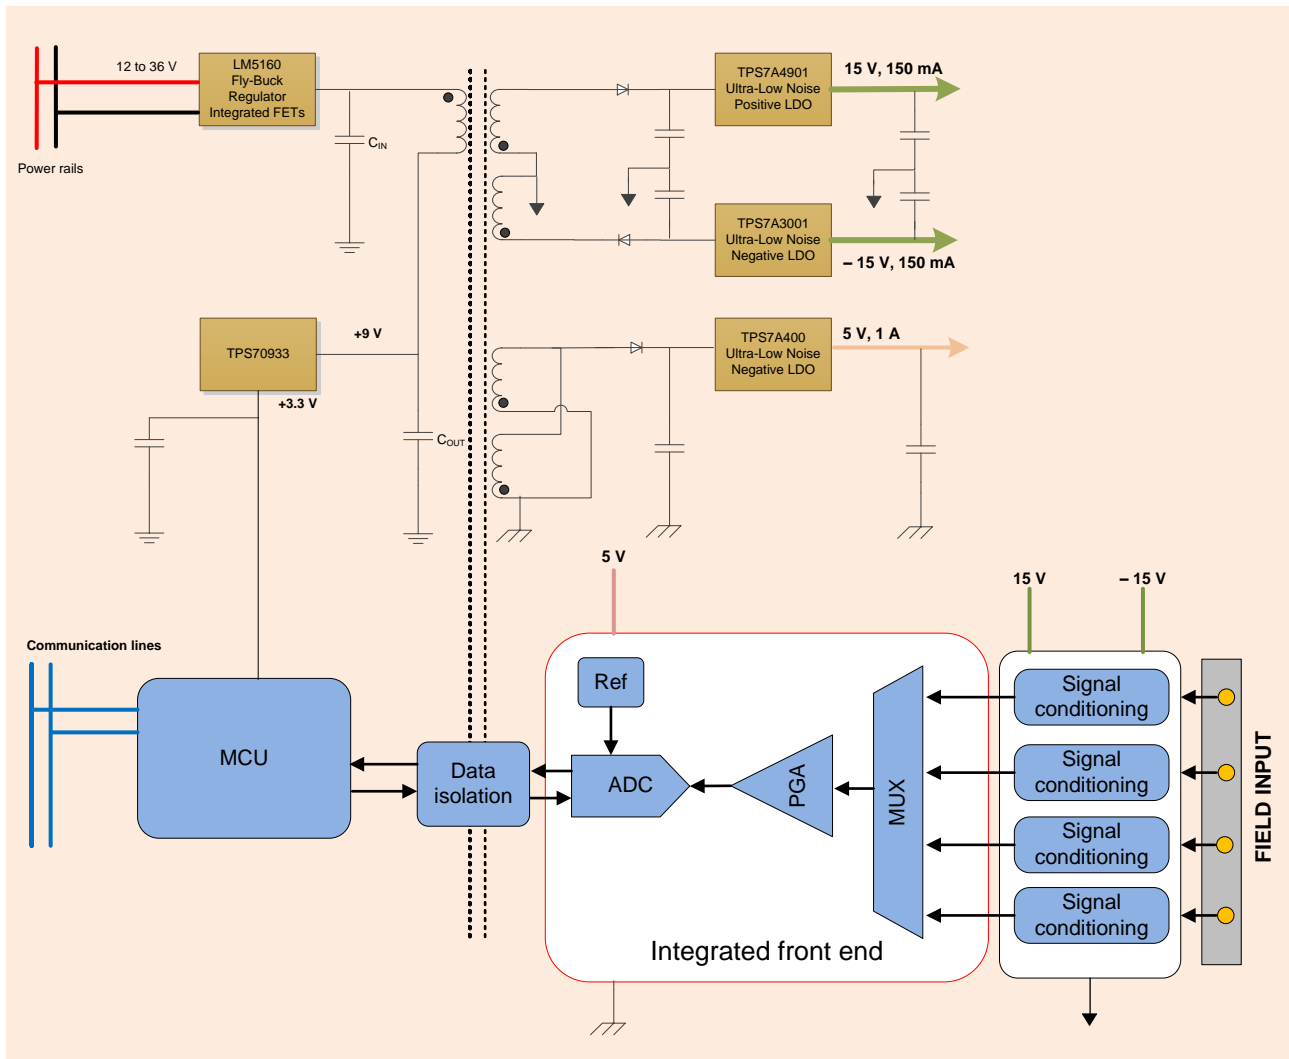 12 to 36 V
LM5160
Fly-Buck
Regulator
Integrated FETs
Power rails
CIN
TPS7A4901
Ultra-Low Noise
Positive LDO
15 V, 150 mA
TPS7A3001
Ultra-Low Noise
Negative LDO
– 15 V, 150 mA
TPS70933
+9 V
+3.3 V
COUT
TPS7A400
Ultra-Low Noise
Negative LDO
5 V, 1 A
5 V
15 V
– 15 V
Communication lines
MCU
Data
isolation
Ref
ADC
PGA
MUX
Integrated front end
Signal
conditioning
Signal
conditioning
Signal
conditioning
Signal
conditioning
FIELD INPUT